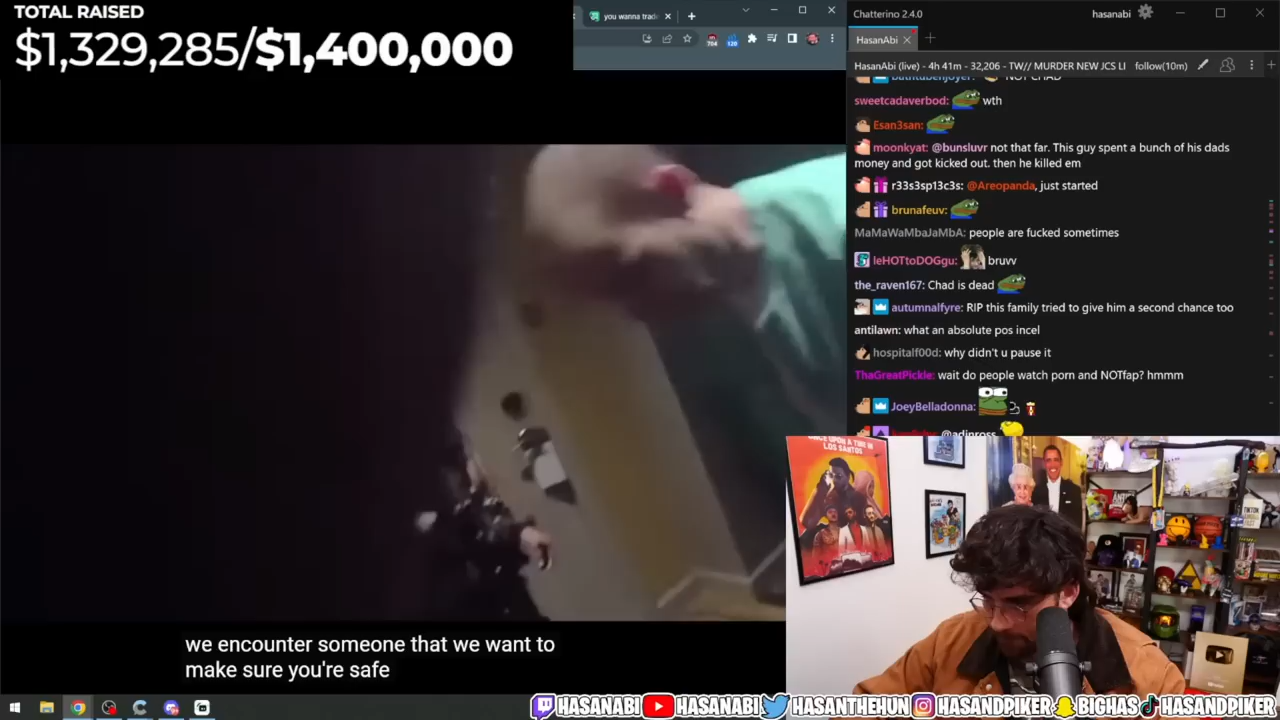 TOTAL RAISED
$1,329,285/$1,400,000
you wanna trad
Chatterino 2.4.0
hasanabi
HasanAbi
HasanAbi (live) - 4h 41m - 32,206 - TW// MURDER NEW JCS LI
follow(10m)
NOT CHAD
sweetcadaverbod: wth
Esan3san:
moonkyat: @bunsluvr not that far. This guy spent a bunch of his dads
money and got kicked out. then he killed em
r33s3sp13c3s: @Areopanda, just started
brunafeuv:
MaMaWaMbaJaMbA: people are fucked sometimes
leHOTtoDOGgu: bruvv
the_raven167: Chad is dead
autumnalfyre: RIP this family tried to give him a second chance too
antilawn: what an absolute pos incel
hospitalf00d: why didn't u pause it
ThaGreatPickle: wait do people watch porn and NOTfap? hmmm
JoeyBelladonna:
@adinross
LOS SANTOS
we encounter someone that we want to
make sure you're safe
HASANABI HASANABI HASANTHEHUN HASANDPIKER BIGHAS HASANDPIKER